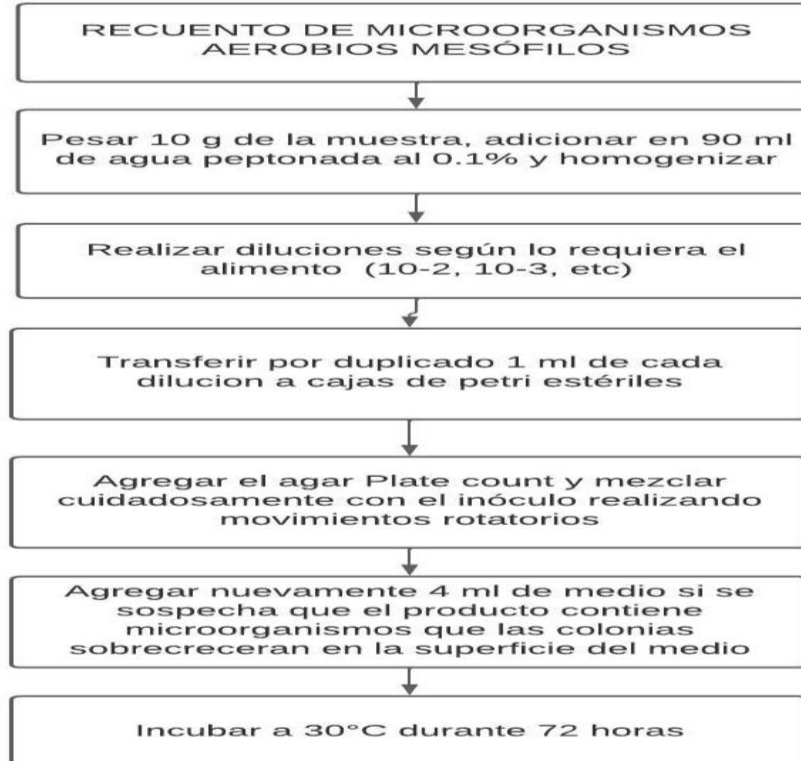 RECUENTO DE MICROORGANISMOS
AEROBIOS MESÓFILOS
Pesar 10 g de la muestra, adicionar en 90 ml
de agua peptonada al 0.1% y homogenizar
Realizar diluciones según lo requiera el
alimento (10-2, 10-3, etc)
Transferir por duplicado 1 ml de cada
dilucion a cajas de petri estériles
Agregar el agar Plate count y mezclar
cuidadosamente con el inóculo realizando
movimientos rotatorios
Agregar nuevamente 4 ml de medio si se
sospecha que el producto contiene
microorganismos que las colonias
sobrecreceran en la superficie del medio
Incubar a 30°C durante 72 horas